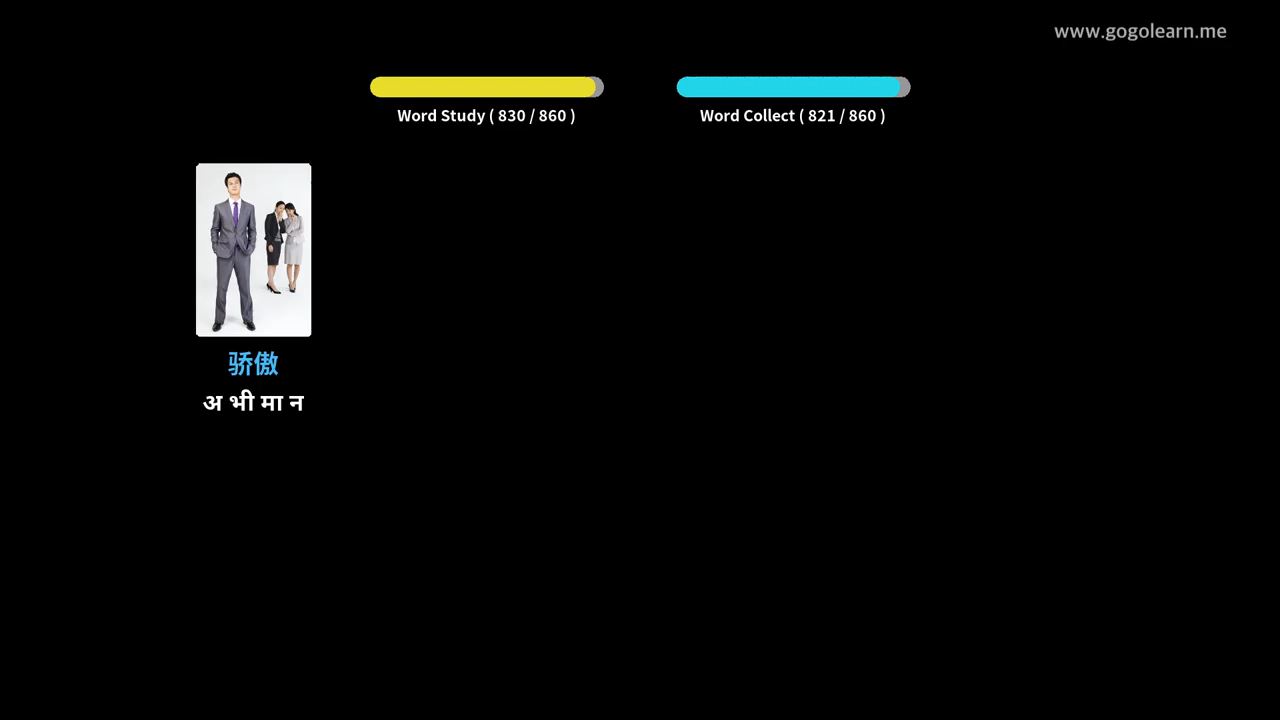 www.gogolearn.me
Word Study ( 830 / 860 )
Word Collect ( 821 / 860 )
骄傲
अ भी मा न